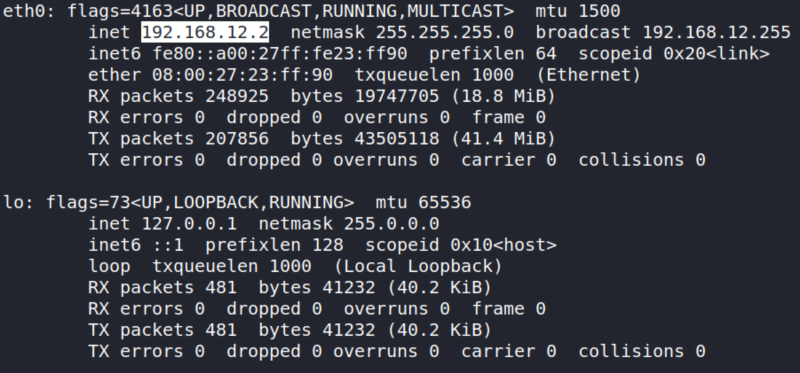 eth0: flags=4163<UP,BROADCAST,RUNNING,MULTICAST>  mtu 1500
        inet 192.168.12.2  netmask 255.255.255.0  broadcast 192.168.12.255
        inet6 fe80::a00:27ff:fe23:ff90  prefixlen 64  scopeid 0x20<link>
        ether 08:00:27:23:ff:90  txqueuelen 1000  (Ethernet)
        RX packets 248925  bytes 19747705 (18.8 MiB)
        RX errors 0  dropped 0  overruns 0  frame 0
        TX packets 207856  bytes 43505118 (41.4 MiB)
        TX errors 0  dropped 0 overruns 0  carrier 0  collisions 0

lo: flags=73<UP,LOOPBACK,RUNNING>  mtu 65536
        inet 127.0.0.1  netmask 255.0.0.0
        inet6 ::1  prefixlen 128  scopeid 0x10<host>
        loop  txqueuelen 1000  (Local Loopback)
        RX packets 481  bytes 41232 (40.2 KiB)
        RX errors 0  dropped 0  overruns 0  frame 0
        TX packets 481  bytes 41232 (40.2 KiB)
        TX errors 0  dropped 0 overruns 0  carrier 0  collisions 0